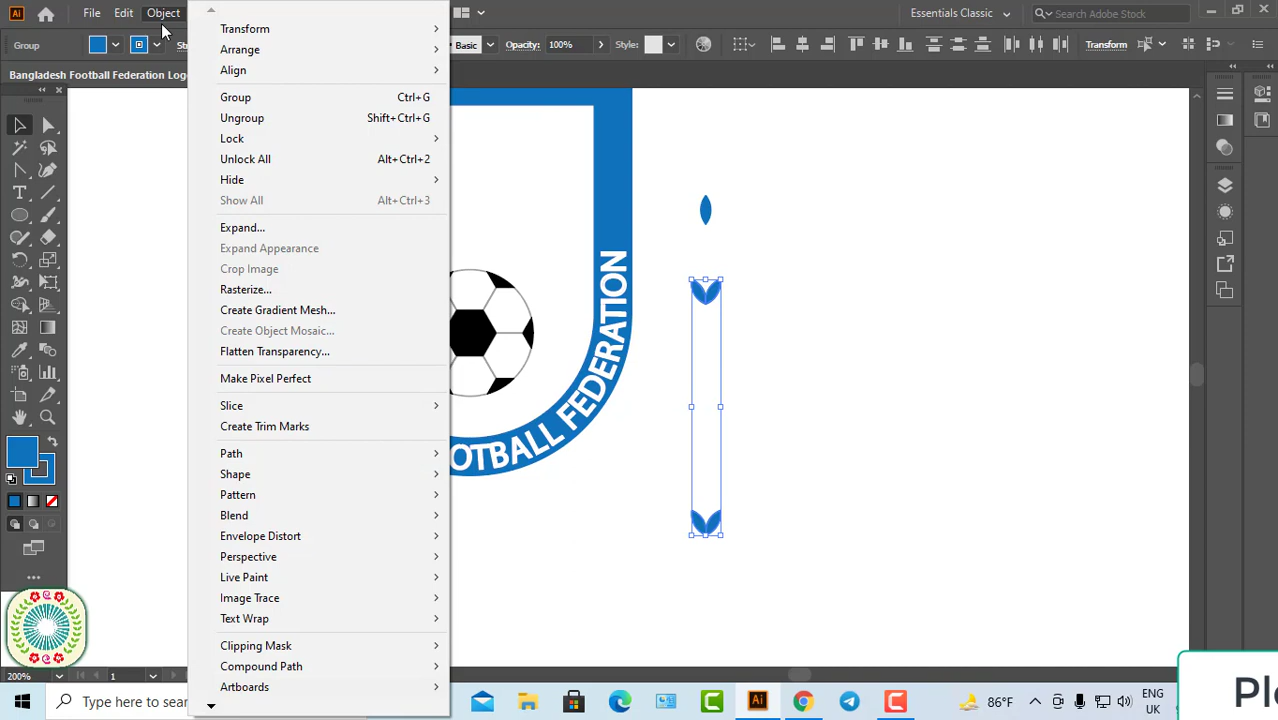 File Edit Object
Essentials Classic
Search Adobe Stock
Group
Basic
Opacity: 100%
Style:
Transform
Bangladesh Football Federation Log
Transform
Arrange
Align
Group Ctrl+G
Ungroup Shift+Ctrl+G
Lock
Unlock All Alt+Ctrl+2
Hide
Show All Alt+Ctrl+3
Expand...
Expand Appearance
Crop Image
Rasterize...
Create Gradient Mesh...
Create Object Mosaic...
Flatten Transparency...
Make Pixel Perfect
Slice
Create Trim Marks
Path
Shape
Pattern
Blend
Envelope Distort
Perspective
Live Paint
Image Trace
Text Wrap
Clipping Mask
Compound Path
Artboards
OTBALL FEDERATION
200%
1
Type here to sear
86°F
ENG
UK
Ai
Ai